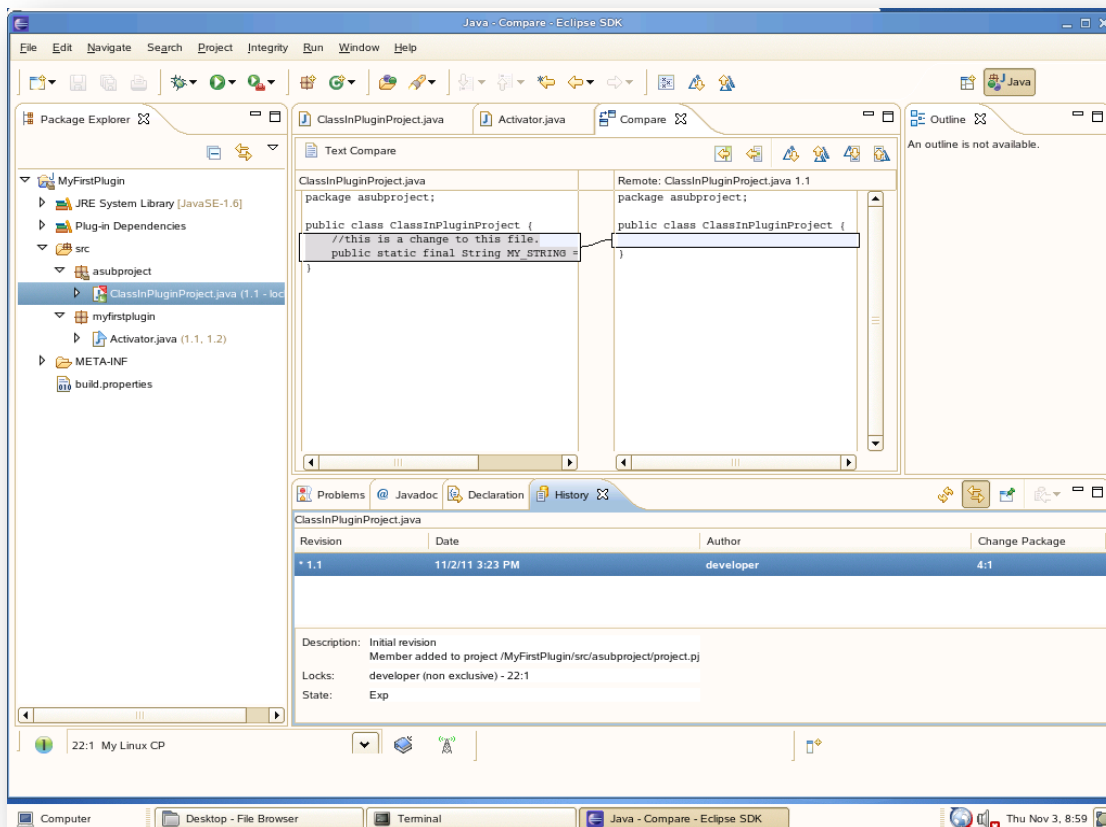 Java - Compare - Eclipse SDK
File Edit Navigate Search Project Integrity Run Window Help
Java
Package Explorer
ClassInPluginProject.java
Activator.java
Compare
Outline
Text Compare
An outline is not available.
MyFirstPlugin
JRE System Library [JavaSE-1.6]
Plug-in Dependencies
src
asubproject
ClassInPluginProject.java (1.1 - loc
myfirstplugin
Activator.java (1.1, 1.2)
META-INF
build.properties
ClassInPluginProject.java
package asubproject;
public class ClassInPluginProject {
//this is a change to this file.
public static final String MY_STRING =
}
Remote: ClassInPluginProject.java 1.1
package asubproject;
public class ClassInPluginProject {
}
Problems @ Javadoc Declaration History
ClassInPluginProject.java
Revision Date Author Change Package
* 1.1 11/2/11 3:23 PM developer 4:1
Description: Initial revision
Member added to project /MyFirstPlugin/src/asubproject/project.pj
Locks: developer (non exclusive) - 22:1
State: Exp
22:1 My Linux CP
Computer
Desktop - File Browser
Terminal
Java - Compare - Eclipse SDK
Thu Nov 3, 8:59